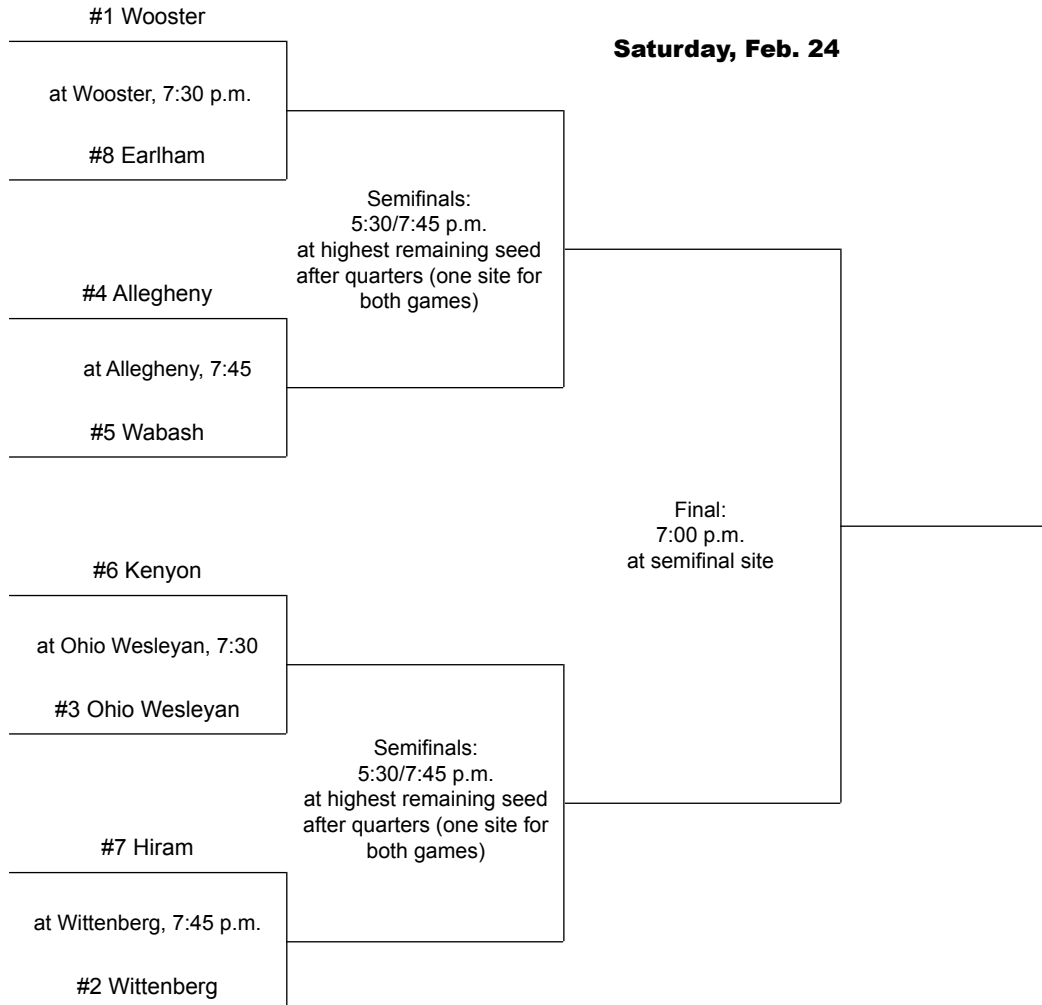 #1 Wooster
Saturday, Feb. 24
at Wooster, 7:30 p.m.
#8 Earlham
Semifinals:
5:30/7:45 p.m.
at highest remaining seed
after quarters (one site for
both games)
#4 Allegheny
at Allegheny, 7:45
#5 Wabash
Final:
7:00 p.m.
at semifinal site
#6 Kenyon
at Ohio Wesleyan, 7:30
#3 Ohio Wesleyan
Semifinals:
5:30/7:45 p.m.
at highest remaining seed
after quarters (one site for
both games)
#7 Hiram
at Wittenberg, 7:45 p.m.
#2 Wittenberg